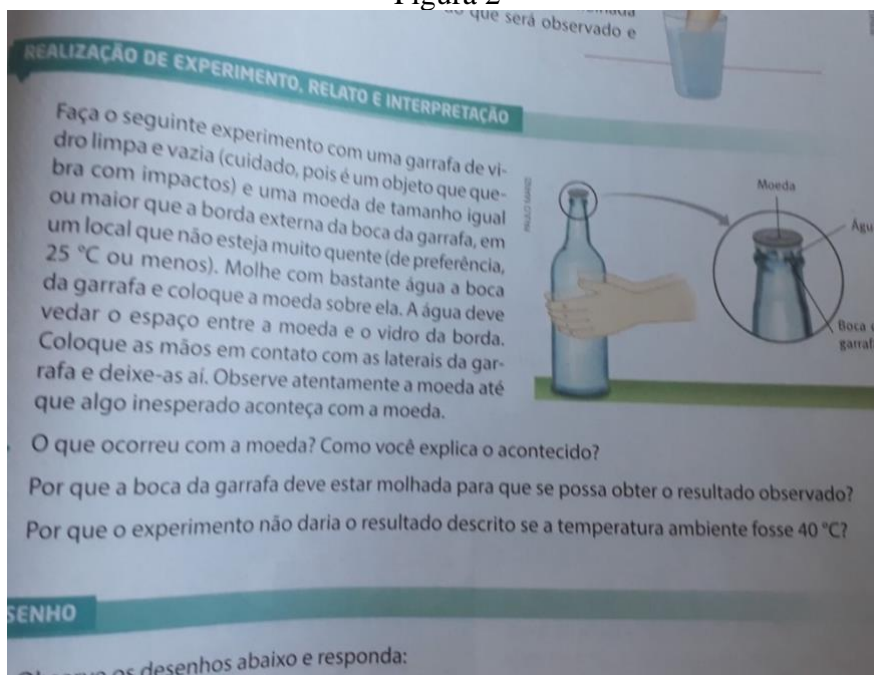 Figura 2
que será observado e
REALIZAÇÃO DE EXPERIMENTO, RELATO E INTERPRETAÇÃO
Faça o seguinte experimento com uma garrafa de vi-
dro limpa e vazia (cuidado, pois é um objeto que que-
bra com impactos) e uma moeda de tamanho igual
ou maior que a borda externa da boca da garrafa, em
um local que não esteja muito quente (de preferência,
25 °C ou menos). Molhe com bastante água a boca
da garrafa e coloque a moeda sobre ela. A água deve
vedar o espaço entre a moeda e o vidro da borda.
Coloque as mãos em contato com as laterais da gar-
rafa e deixe-as aí. Observe atentamente a moeda até
que algo inesperado aconteça com a moeda.
Moeda
Águ
Boca
garraf
O que ocorreu com a moeda? Como você explica o acontecido?
Por que a boca da garrafa deve estar molhada para que se possa obter o resultado observado?
Por que o experimento não daria o resultado descrito se a temperatura ambiente fosse 40 °C?
SENHO
os desenhos abaixo e responda: